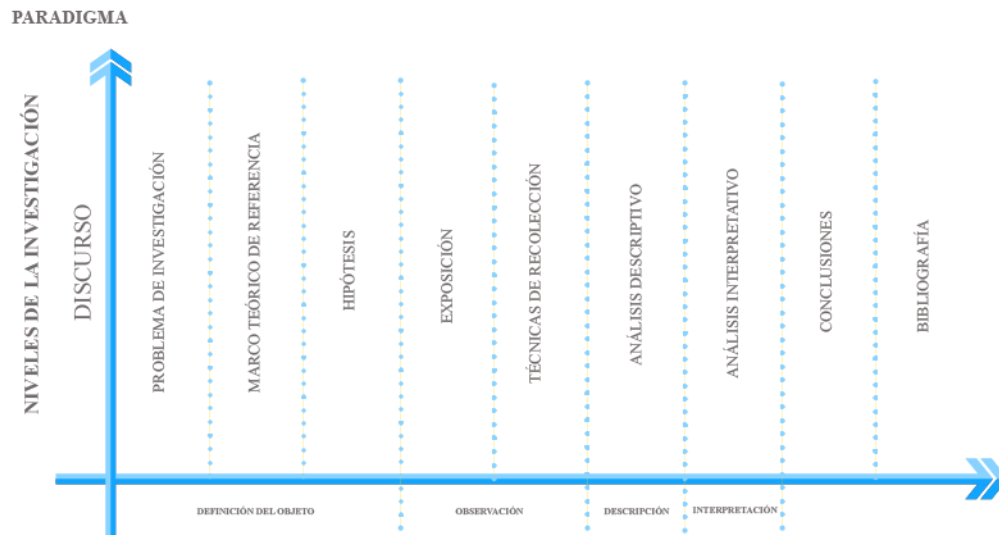 PARADIGMA
NIVELES DE LA INVESTIGACIÓN
DISCURSO
PROBLEMA DE INVESTIGACIÓN
MARCO TEÓRICO DE REFERENCIA
HIPÓTESIS
EXPOSICIÓN
TÉCNICAS DE RECOLECCIÓN
ANÁLISIS DESCRIPTIVO
ANÁLISIS INTERPRETATIVO
CONCLUSIONES
BIBLIOGRAFÍA
DEFINICIÓN DEL OBJETO
OBSERVACIÓN
DESCRIPCIÓN
INTERPRETACIÓN